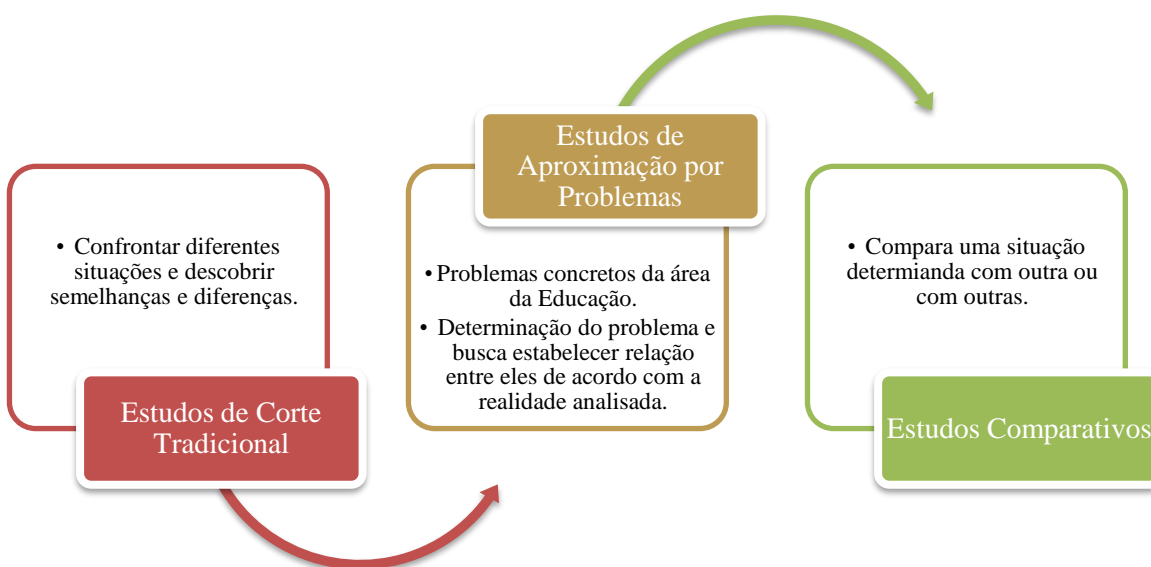 • Confrontar diferentes
situações e descobrir
semelhanças e diferenças.
Estudos de Corte
Tradicional
Estudos de
Aproximação por
Problemas
• Problemas concretos da área
da Educação.
• Determinação do problema e
busca estabelecer relação
entre eles de acordo com a
realidade analisada.
• Compara uma situação
determianda com outra ou
com outras.
Estudos Comparativos